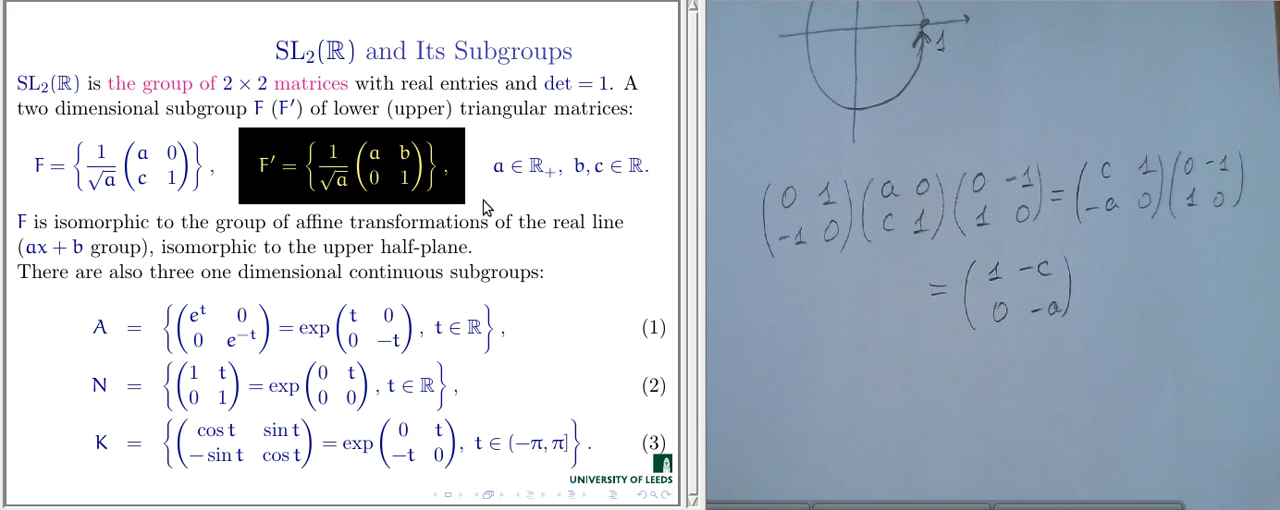 SL₂(ℝ) and Its Subgroups
SL₂(ℝ) is the group of 2 × 2 matrices with real entries and det = 1. A
two dimensional subgroup F (F′) of lower (upper) triangular matrices:
F = { 1/√a ( a 0 ; c 1 ) } , F′ = { 1/√a ( a b ; 0 1 ) } , a ∈ ℝ₊, b, c ∈ ℝ.
F is isomorphic to the group of affine transformations of the real line
(ax + b group), isomorphic to the upper half-plane.
There are also three one dimensional continuous subgroups:
A = { ( eᵗ 0 ; 0 e⁻ᵗ ) = exp ( t 0 ; 0 −t ) , t ∈ ℝ } , (1)
N = { ( 1 t ; 0 1 ) = exp ( 0 t ; 0 0 ) , t ∈ ℝ } , (2)
K = { ( cos t sin t ; − sin t cos t ) = exp ( 0 t ; −t 0 ) , t ∈ (−π, π] } . (3)
UNIVERSITY OF LEEDS
1
( 0 1 ; -1 0 ) ( a 0 ; c 1 ) ( 0 -1 ; 1 0 ) = ( c 1 ; -a 0 ) ( 0 -1 ; 1 0 )
= ( 1 -c ; 0 -a )